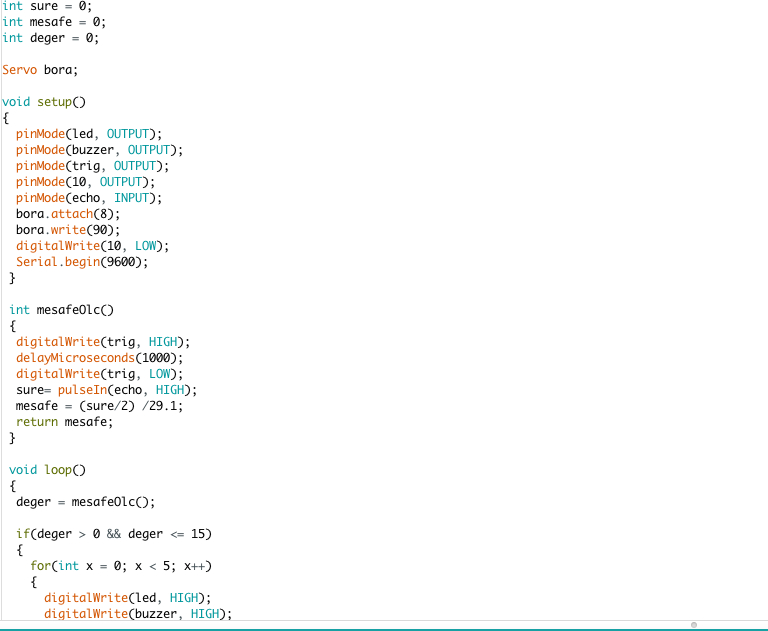 int sure = 0;
int mesafe = 0;
int deger = 0;

Servo bora;

void setup()
{
  pinMode(led, OUTPUT);
  pinMode(buzzer, OUTPUT);
  pinMode(trig, OUTPUT);
  pinMode(10, OUTPUT);
  pinMode(echo, INPUT);
  bora.attach(8);
  bora.write(90);
  digitalWrite(10, LOW);
  Serial.begin(9600);
 }

 int mesafeOlc()
 {
  digitalWrite(trig, HIGH);
  delayMicroseconds(1000);
  digitalWrite(trig, LOW);
  sure= pulseIn(echo, HIGH);
  mesafe = (sure/2) /29.1;
  return mesafe;
 }

 void loop()
 {
  deger = mesafeOlc();

  if(deger > 0 && deger <= 15)
  {
    for(int x = 0; x < 5; x++)
    {
      digitalWrite(led, HIGH);
      digitalWrite(buzzer, HIGH);